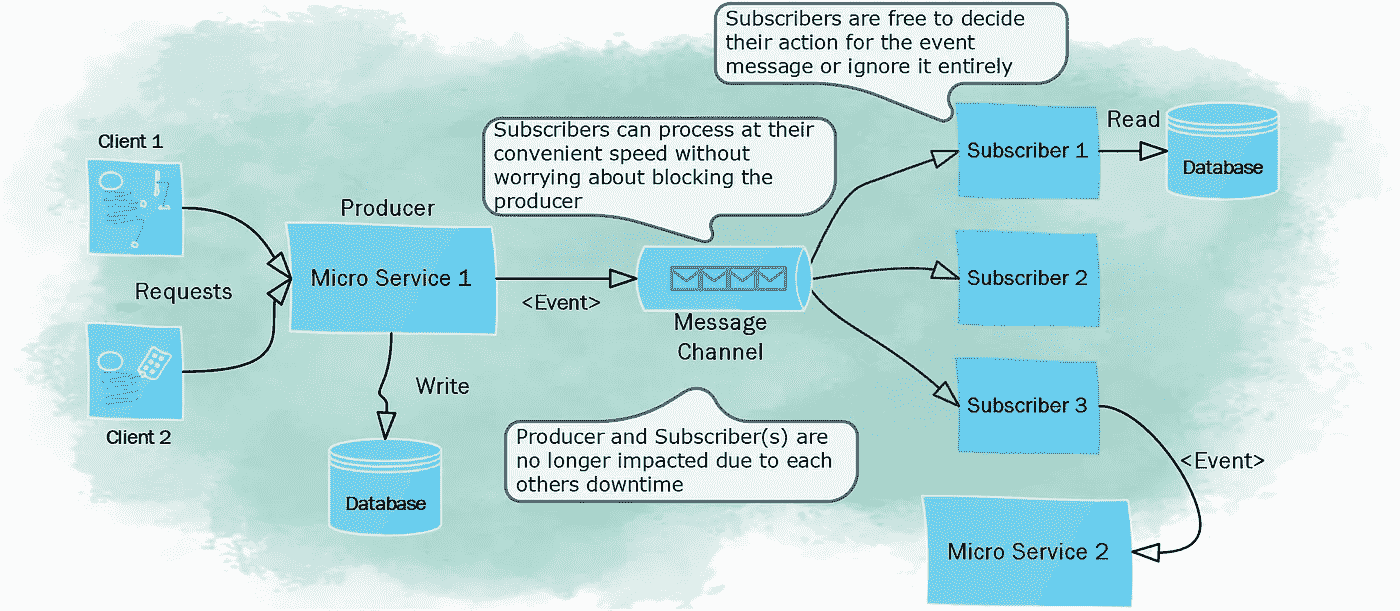 Subscribers are free to decide
their action for the event
message or ignore it entirely
Subscribers can process at their
convenient speed without
worrying about blocking the
producer
Client 1
Producer
Micro Service 1
Requests
Client 2
Write
Database
<Event>
Message
Channel
Producer and Subscriber(s) are
no longer impacted due to each
others downtime
Subscriber 1
Read
Database
Subscriber 2
Subscriber 3
<Event>
Micro Service 2